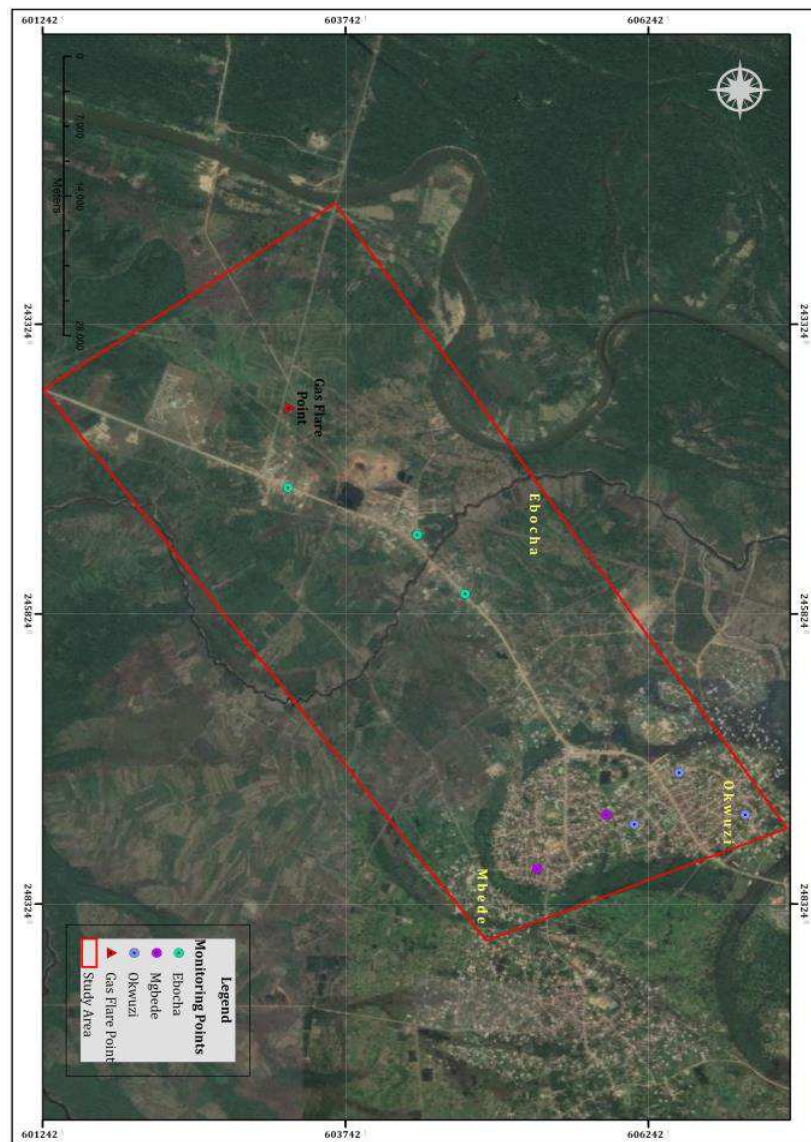 601242
603742
606242
0
7,000
14,000
28,000
Meters
243324
243324
Gas Flare
Point
Ebocha
245824
245824
Okwuzi
Mbede
248324
248324
Legend
Monitoring Points
Ebocha
Mgbede
Okwuzi
Gas Flare Point
Study Area
601242
603742
606242